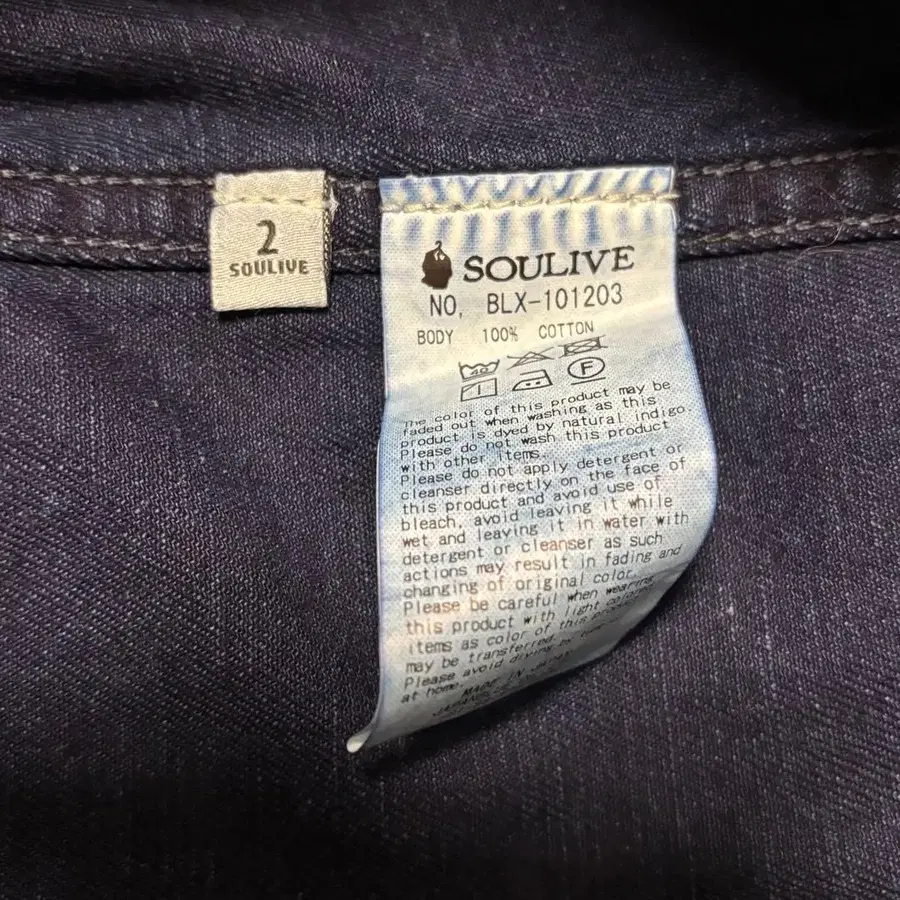 2
SOULIVE
SOULIVE
NO, BLX-101203
BODY 100% COTTON
40
F
The color of this product may be
faded out when washing as this
product is dyed by natural indigo.
Please do not wash this product
with other items.
Please do not apply detergent or
cleanser directly on the face of
this product and avoid use of
bleach, avoid leaving it while
wet and leaving it in water with
detergent or cleanser as such
actions may result in fading and
changing of original color.
Please be careful when wearing
this product with light colored
items as color of this product
may be transferred.
Please avoid drying by
at home.
MADE IN JAPAN